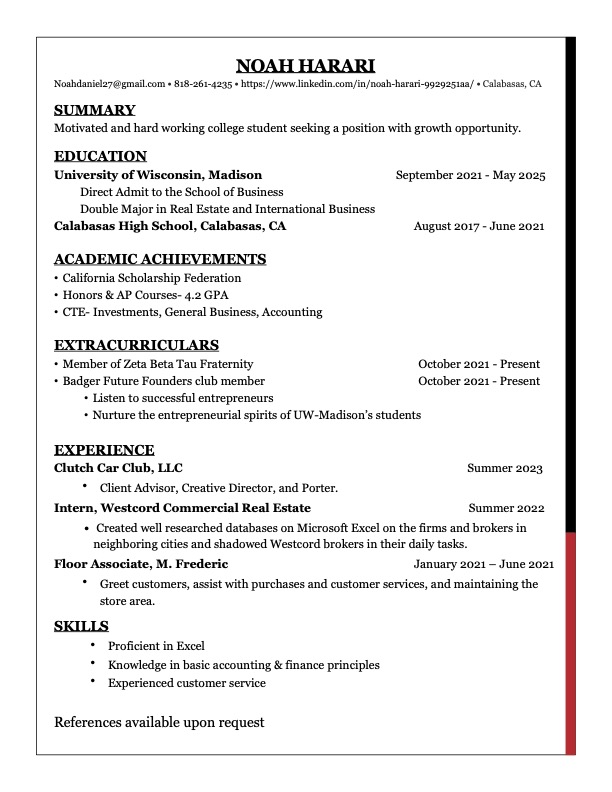 NOAH HARARI
Noahdaniel27@gmail.com • 818-261-4235 • https://www.linkedin.com/in/noah-harari-9929251aa/ • Calabasas, CA
SUMMARY
Motivated and hard working college student seeking a position with growth opportunity.
EDUCATION
University of Wisconsin, Madison September 2021 - May 2025
Direct Admit to the School of Business
Double Major in Real Estate and International Business
Calabasas High School, Calabasas, CA August 2017 - June 2021
ACADEMIC ACHIEVEMENTS
• California Scholarship Federation
• Honors & AP Courses- 4.2 GPA
• CTE- Investments, General Business, Accounting
EXTRACURRICULARS
• Member of Zeta Beta Tau Fraternity October 2021 - Present
• Badger Future Founders club member October 2021 - Present
• Listen to successful entrepreneurs
• Nurture the entrepreneurial spirits of UW-Madison's students
EXPERIENCE
Clutch Car Club, LLC Summer 2023
• Client Advisor, Creative Director, and Porter.
Intern, Westcord Commercial Real Estate Summer 2022
• Created well researched databases on Microsoft Excel on the firms and brokers in
neighboring cities and shadowed Westcord brokers in their daily tasks.
Floor Associate, M. Frederic January 2021 – June 2021
• Greet customers, assist with purchases and customer services, and maintaining the
store area.
SKILLS
• Proficient in Excel
• Knowledge in basic accounting & finance principles
• Experienced customer service
References available upon request